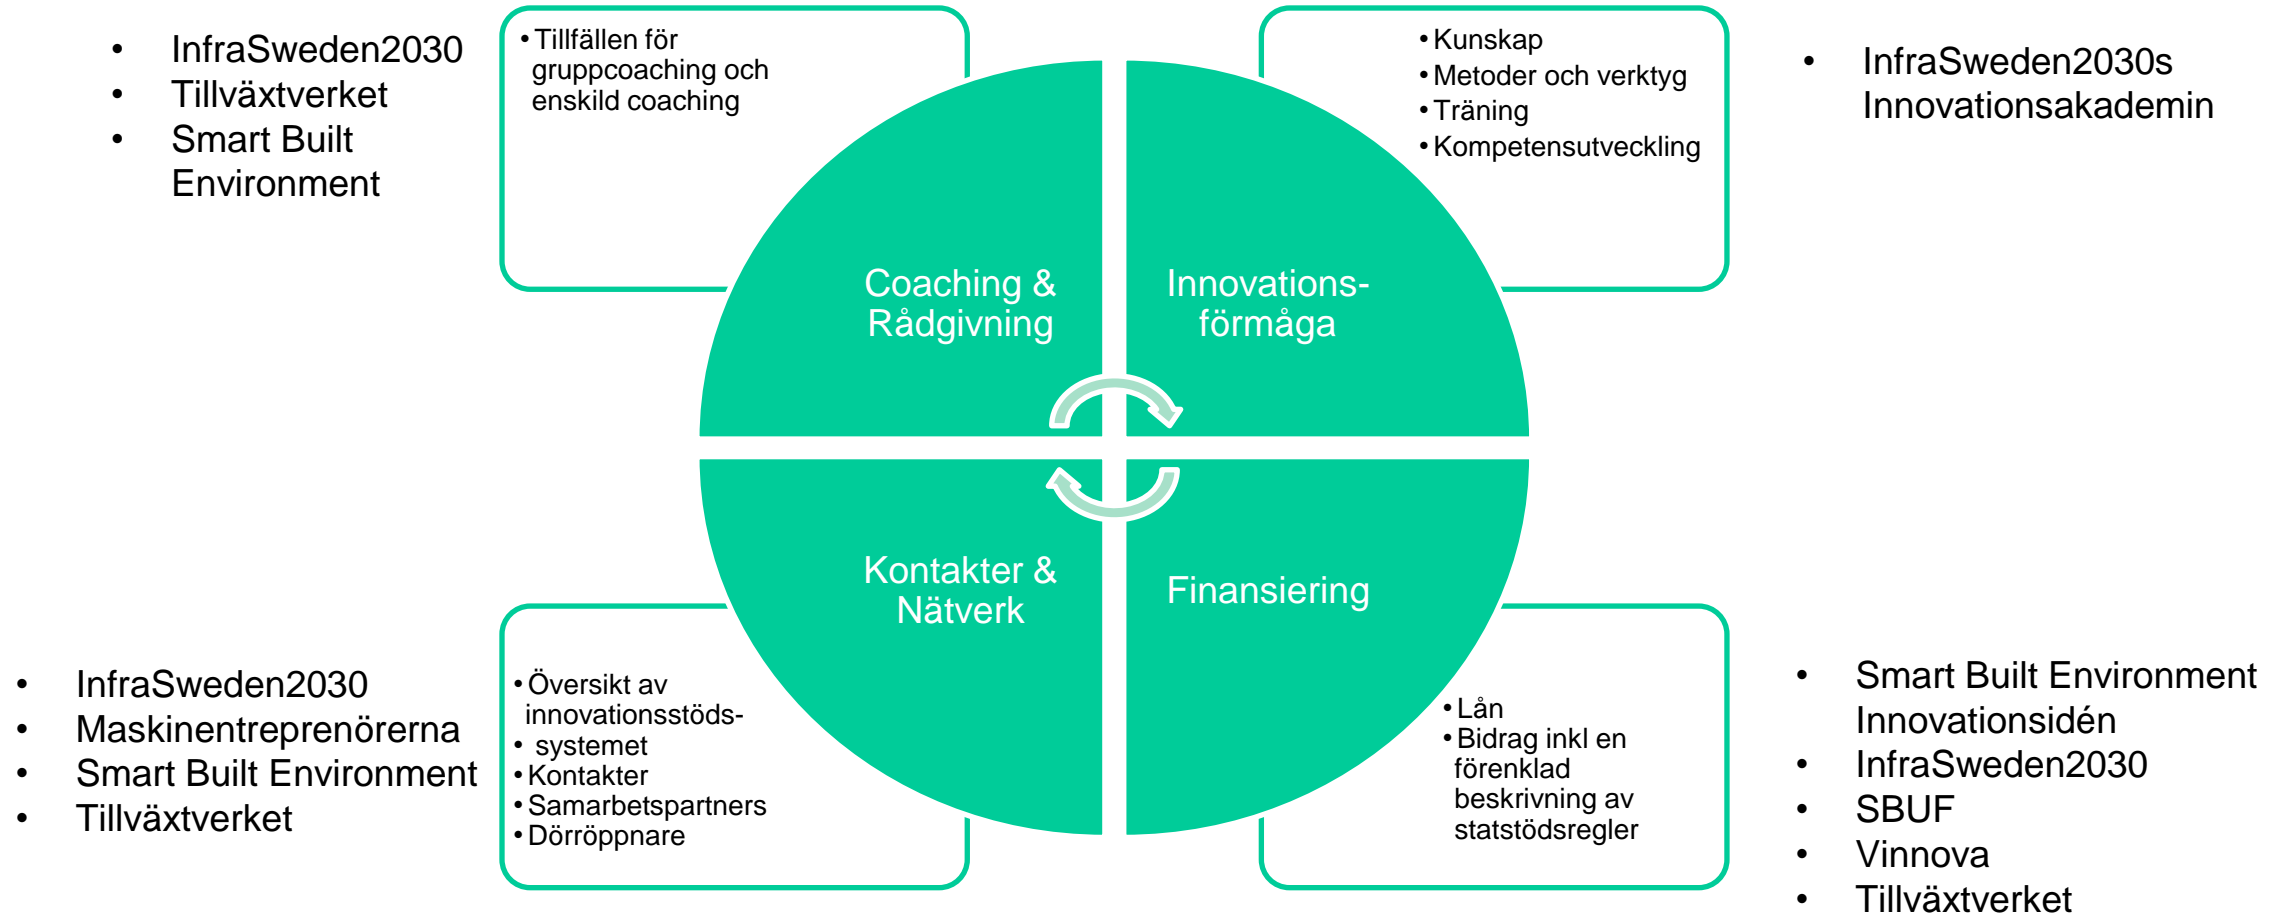 • InfraSweden2030
• Tillväxtverket
• Smart Built
Environment
• Tillfällen för
gruppcoaching och
enskild coaching
• Kunskap
• Metoder och verktyg
• Träning
• Kompetensutveckling
• InfraSweden2030s
Innovationsakademin
Coaching &
Rådgivning
Innovations-
förmåga
Kontakter &
Nätverk
Finansiering
• InfraSweden2030
• Maskinentreprenörerna
• Smart Built Environment
• Tillväxtverket
• Översikt av
innovationsstöds-
• systemet
• Kontakter
• Samarbetspartners
• Dörröppnare
• Lån
• Bidrag inkl en
förenklad
beskrivning av
statstödsregler
• Smart Built Environment
Innovationsidén
• InfraSweden2030
• SBUF
• Vinnova
• Tillväxtverket